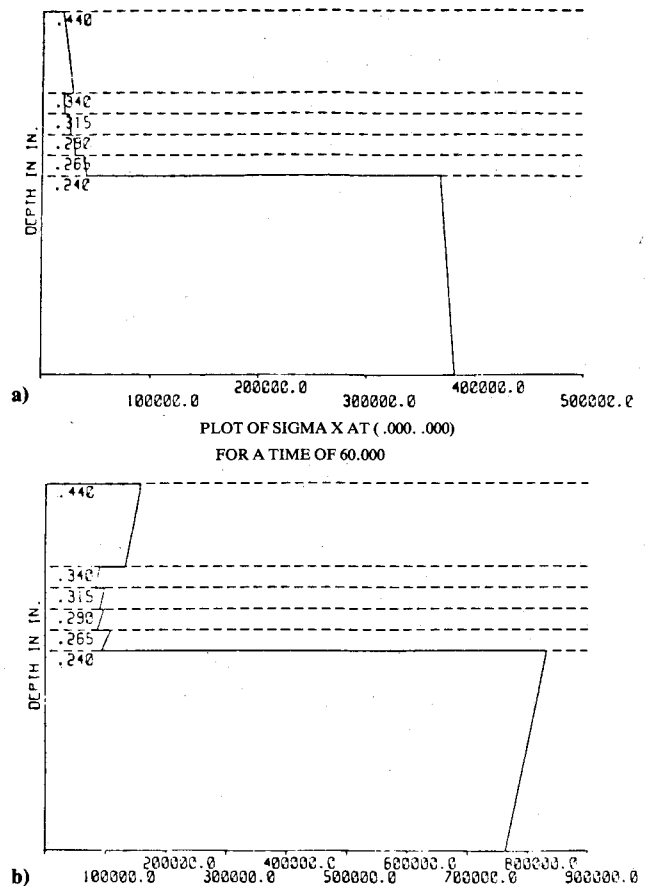 .440
.340
.315
.290
.265
.240
DEPTH IN IN.
a)
100000.0 200000.0 300000.0 400000.0 500000.0
PLOT OF SIGMA X AT ( .000. .000)
FOR A TIME OF 60.000
.440
.340
.315
.290
.265
.240
DEPTH IN IN.
b)
200000.0 400000.0 600000.0 800000.0
100000.0 300000.0 500000.0 700000.0 900000.0